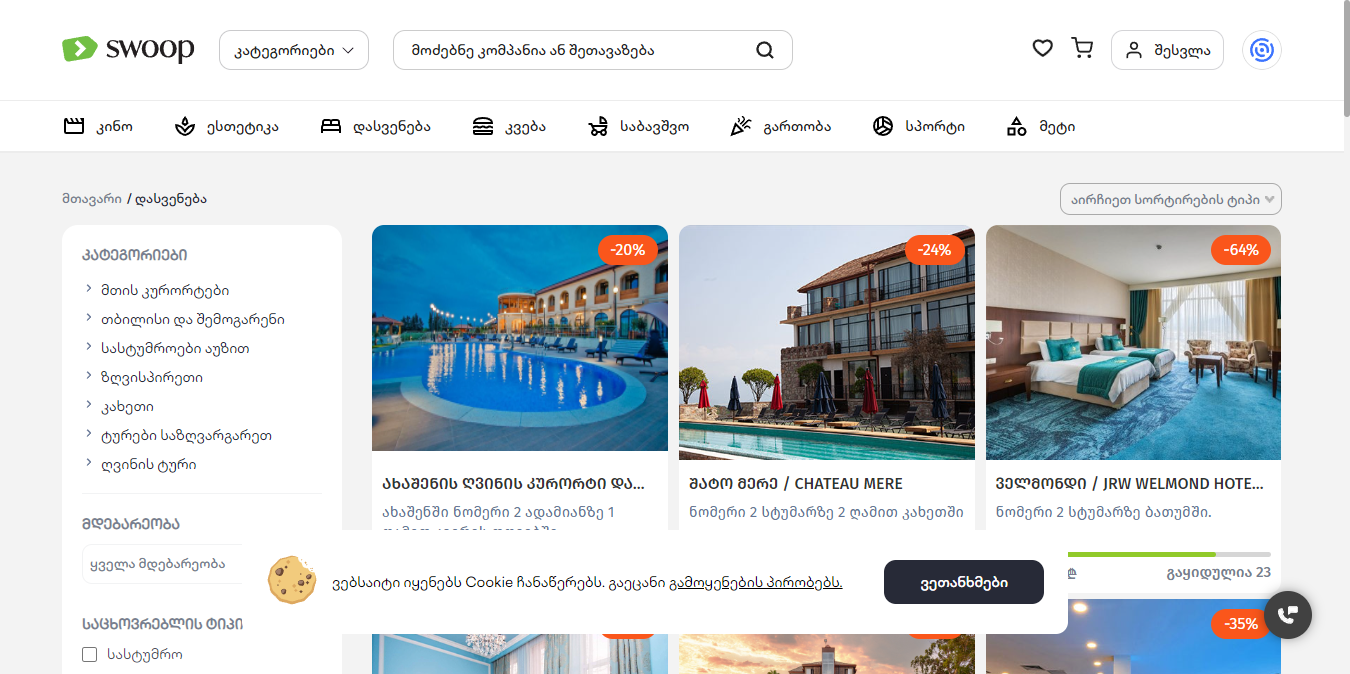 swoop
კატეგორიები
მოძებნე კომპანია ან შეთავაზება
შესვლა
კინო
ესთეტიკა
დასვენება
კვება
საბავშვო
გართობა
სპორტი
მეტი
მთავარი / დასვენება
აირჩიეთ სორტირების ტიპი
კატეგორიები
მთის კურორტები
თბილისი და შემოგარენი
სასტუმროები აუზით
ზღვისპირეთი
კახეთი
ტურები საზღვარგარეთ
ღვინის ტური
მდებარეობა
ყველა მდებარეობა
საცხოვრებლის ტიპი
სასტუმრო
-20%
ახაშენის ღვინის კურორტი და...
ახაშენში ნომერი 2 ადამიანზე 1
-24%
შატო მერე / CHATEAU MERE
ნომერი 2 სტუმარზე 2 ღამით კახეთში
-64%
ველმონდი / JRW WELMOND HOTE...
ნომერი 2 სტუმარზე ბათუმში.
₾
გაყიდულია 23
-35%
ვებსაიტი იყენებს Cookie ჩანაწერებს. გაეცანი გამოყენების პირობებს.
ვეთანხმები